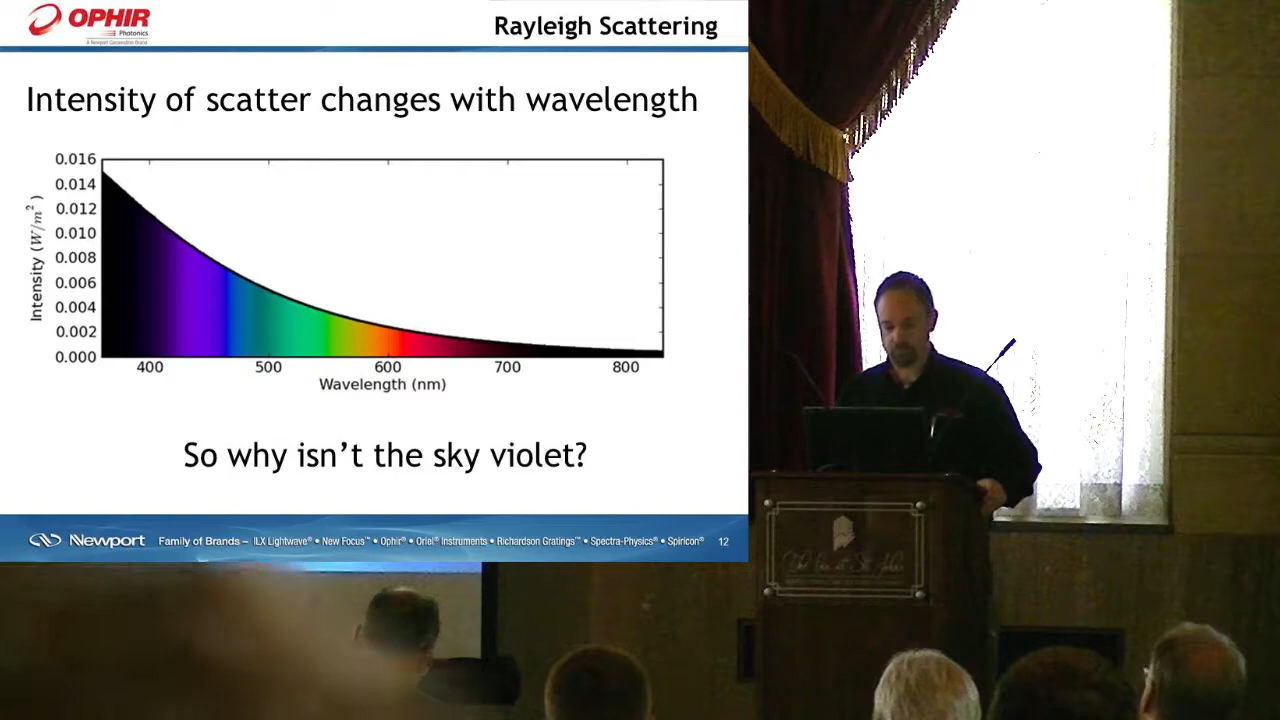 OPHIR
Photonics
A Newport Corporation Brand
Rayleigh Scattering
Intensity of scatter changes with wavelength
0.016
0.014
0.012
0.010
0.008
0.006
0.004
0.002
0.000
Intensity (W/m²)
400 500 600 700 800
Wavelength (nm)
So why isn't the sky violet?
Newport Family of Brands – ILX Lightwave® • New Focus™ • Ophir® • Oriel® Instruments • Richardson Gratings™ • Spectra-Physics® • Spiricon® 12